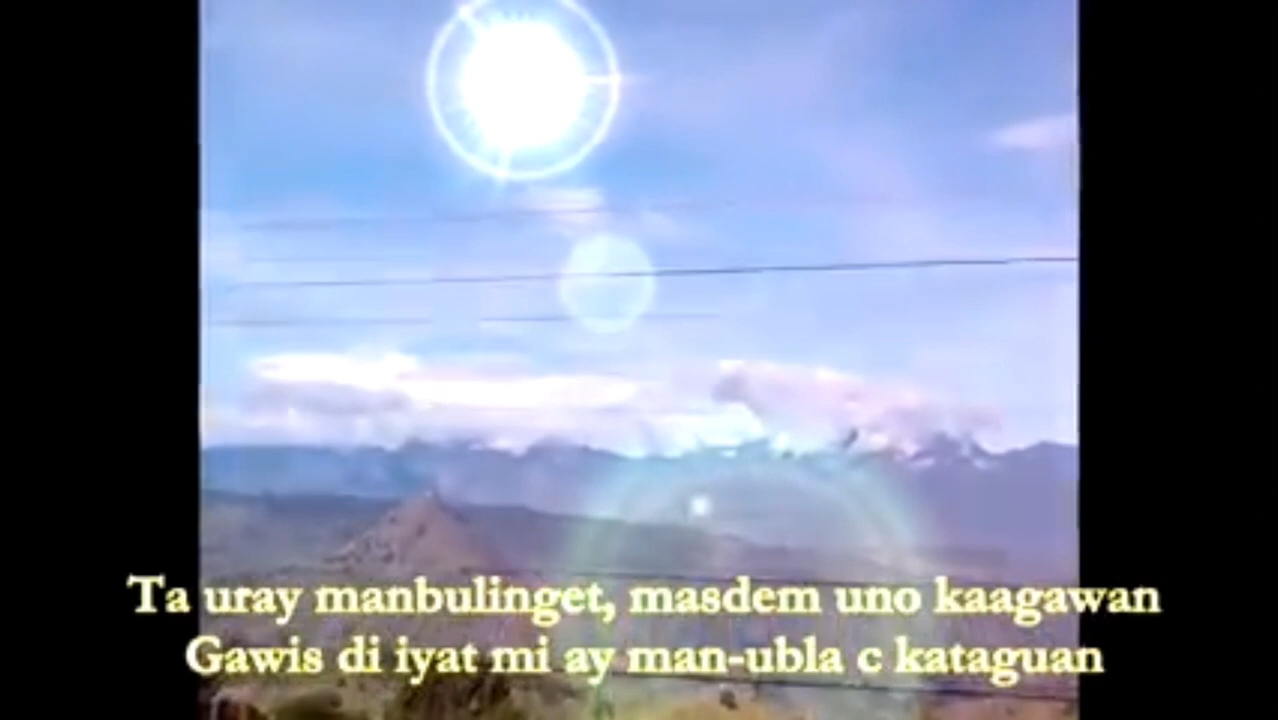 Ta uray manbulinget, masdem uno kaagawan
Gawis di iyat mi ay man-ubla c kataguan